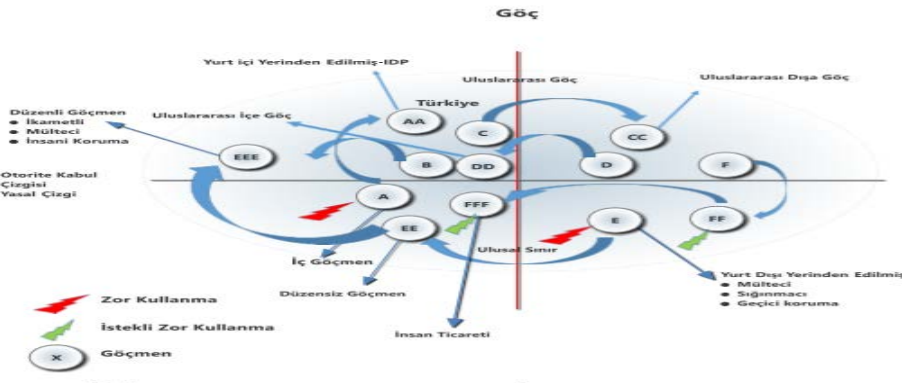 Göç
Yurt içi Yerinden Edilmiş-IDP
Uluslararası Göç
Uluslararası Dışa Göç
Türkiye
Düzenli Göçmen
• İkametli
• Mülteci
• İnsani Koruma
Uluslararası İçe Göç
AA
C
CC
EEE
B
DD
D
F
Otorite Kabul
Çizgisi
Yasal Çizgi
A
FFF
EE
E
FF
Ulusal Sınır
İç Göçmen
Düzensiz Göçmen
İnsan Ticareti
Yurt Dışı Yerinden Edilmiş
• Mülteci
• Sığınmacı
• Geçici koruma
Zor Kullanma
İstekli Zor Kullanma
X
Göçmen